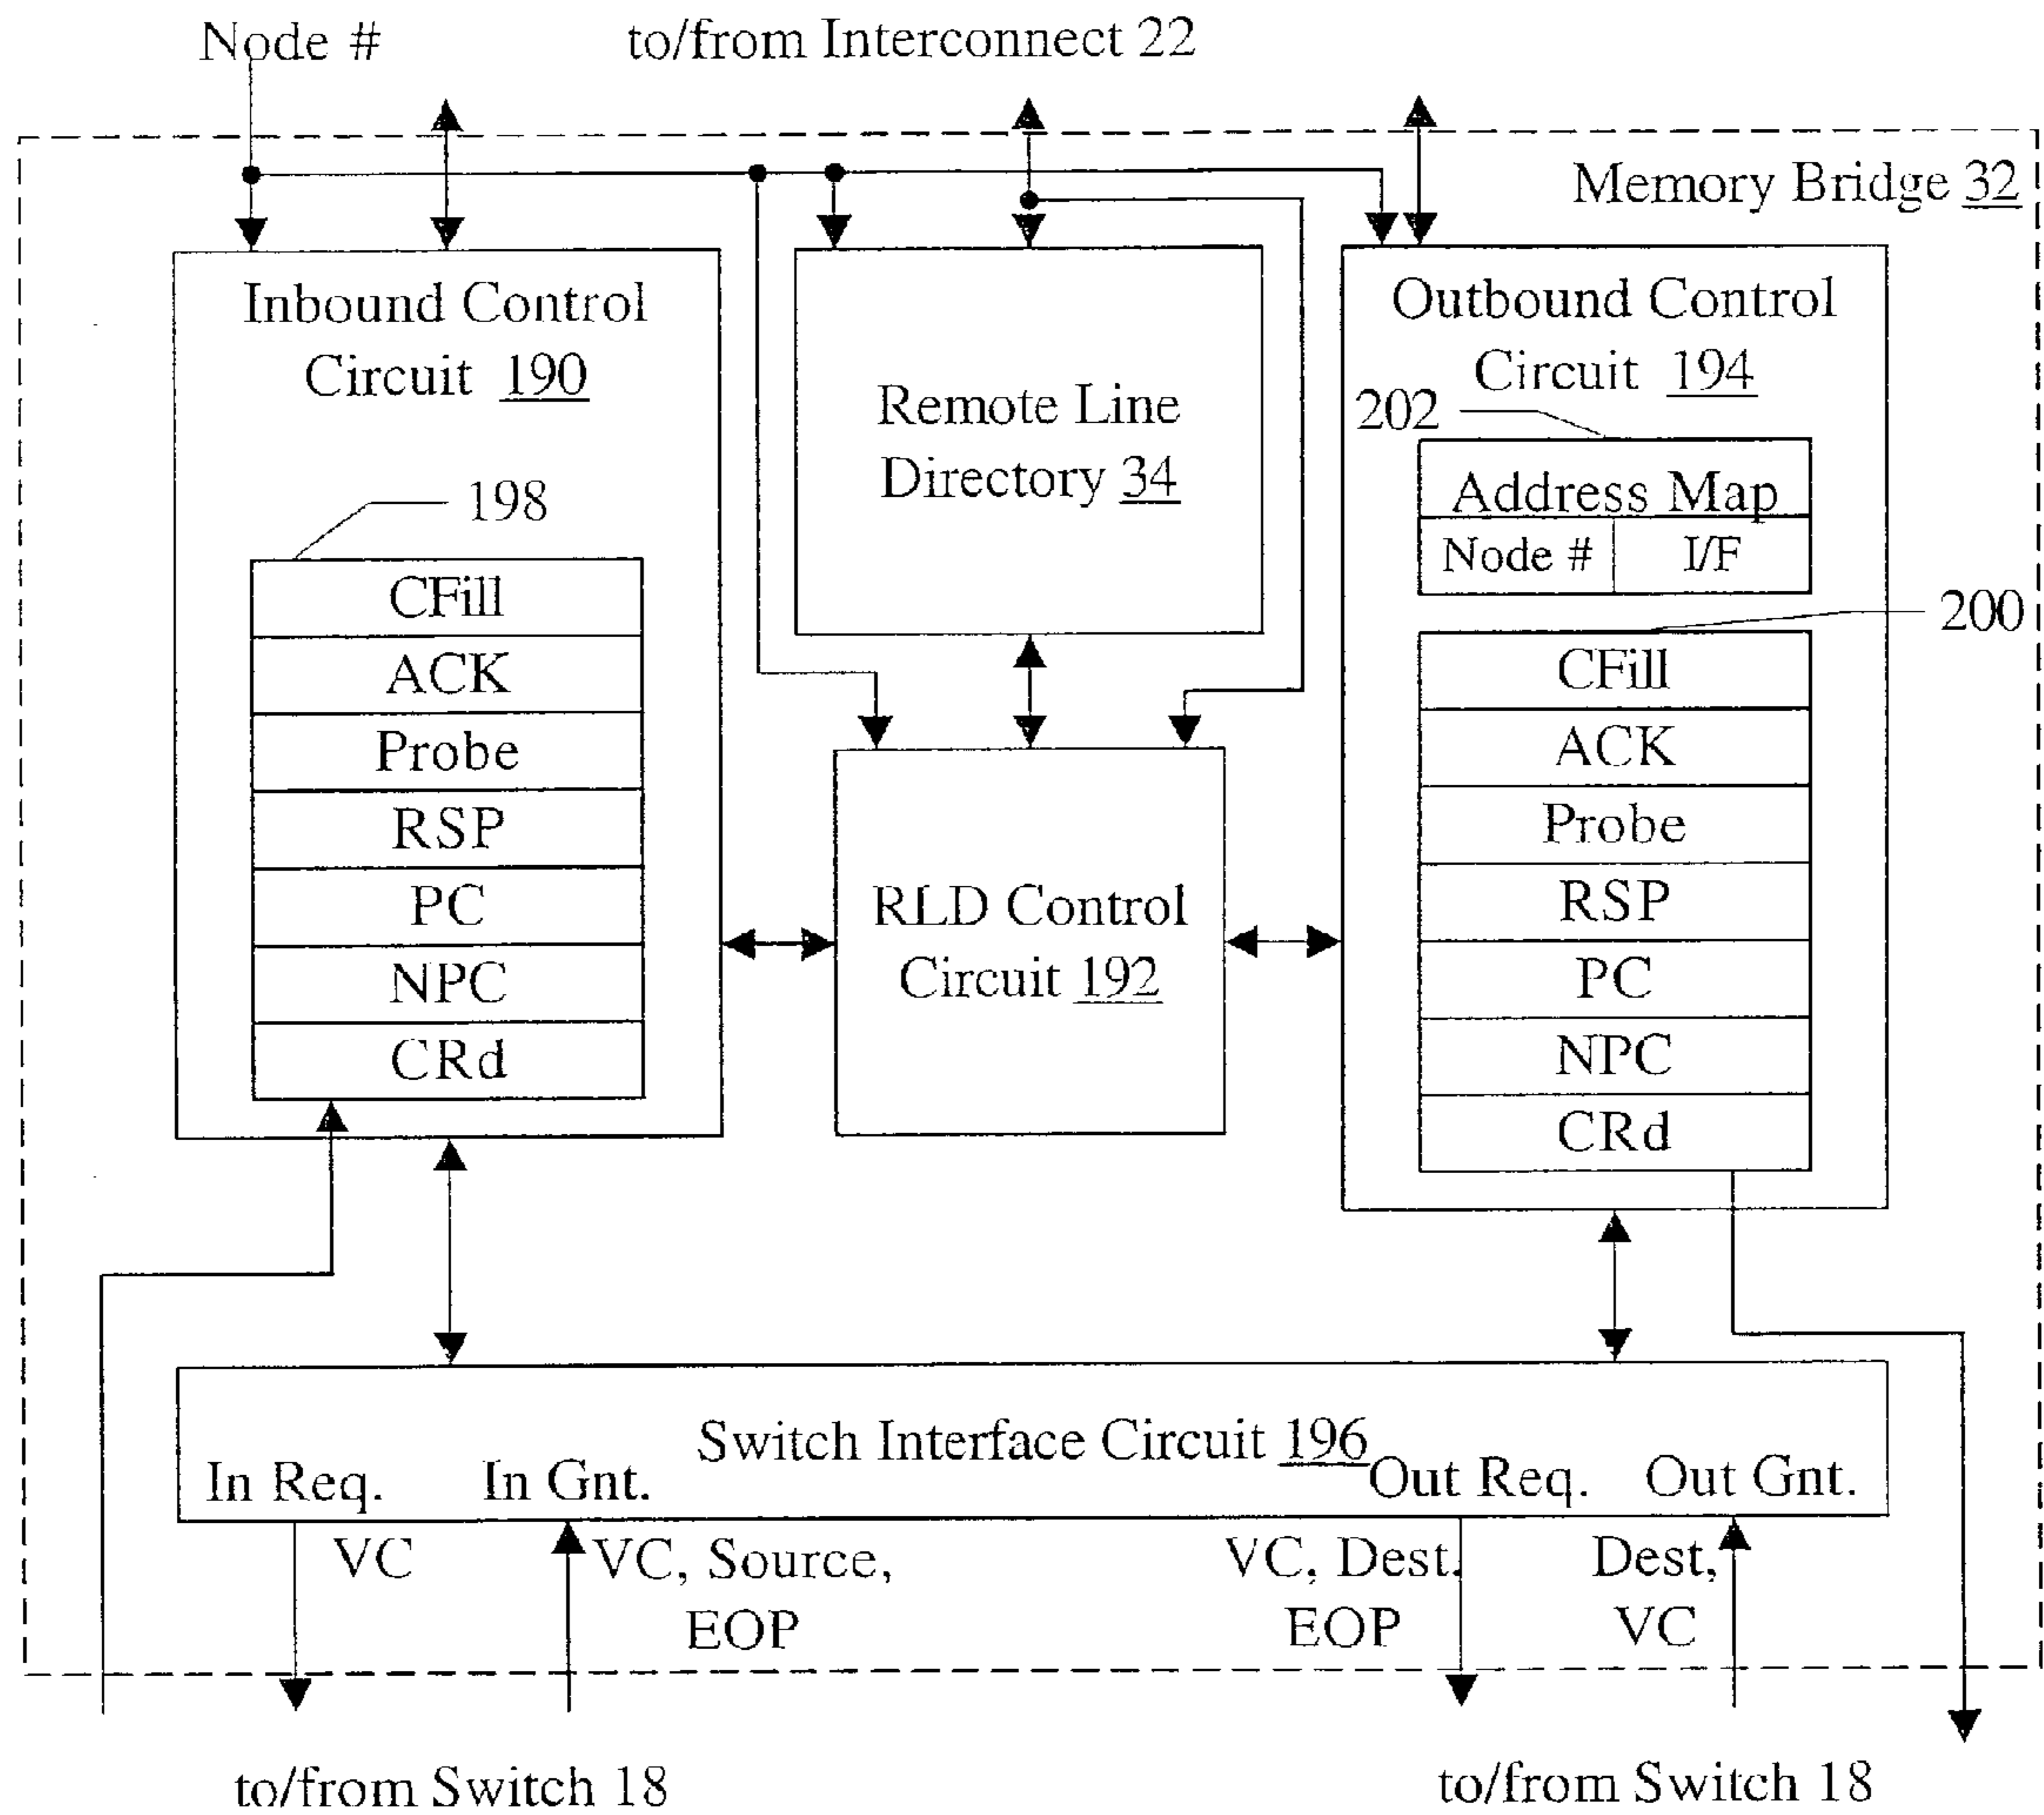 Node #
to/from Interconnect 22
Memory Bridge 32
Inbound Control
Circuit 190
198
CFill
ACK
Probe
RSP
PC
NPC
CRd
Remote Line
Directory 34
RLD Control
Circuit 192
Outbound Control
Circuit 194
202
Address Map
Node #
I/F
200
CFill
ACK
Probe
RSP
PC
NPC
CRd
Switch Interface Circuit 196
In Req.
In Gnt.
Out Req.
Out Gnt.
VC
VC, Source,
EOP
VC, Dest.
EOP
Dest,
VC
to/from Switch 18
to/from Switch 18